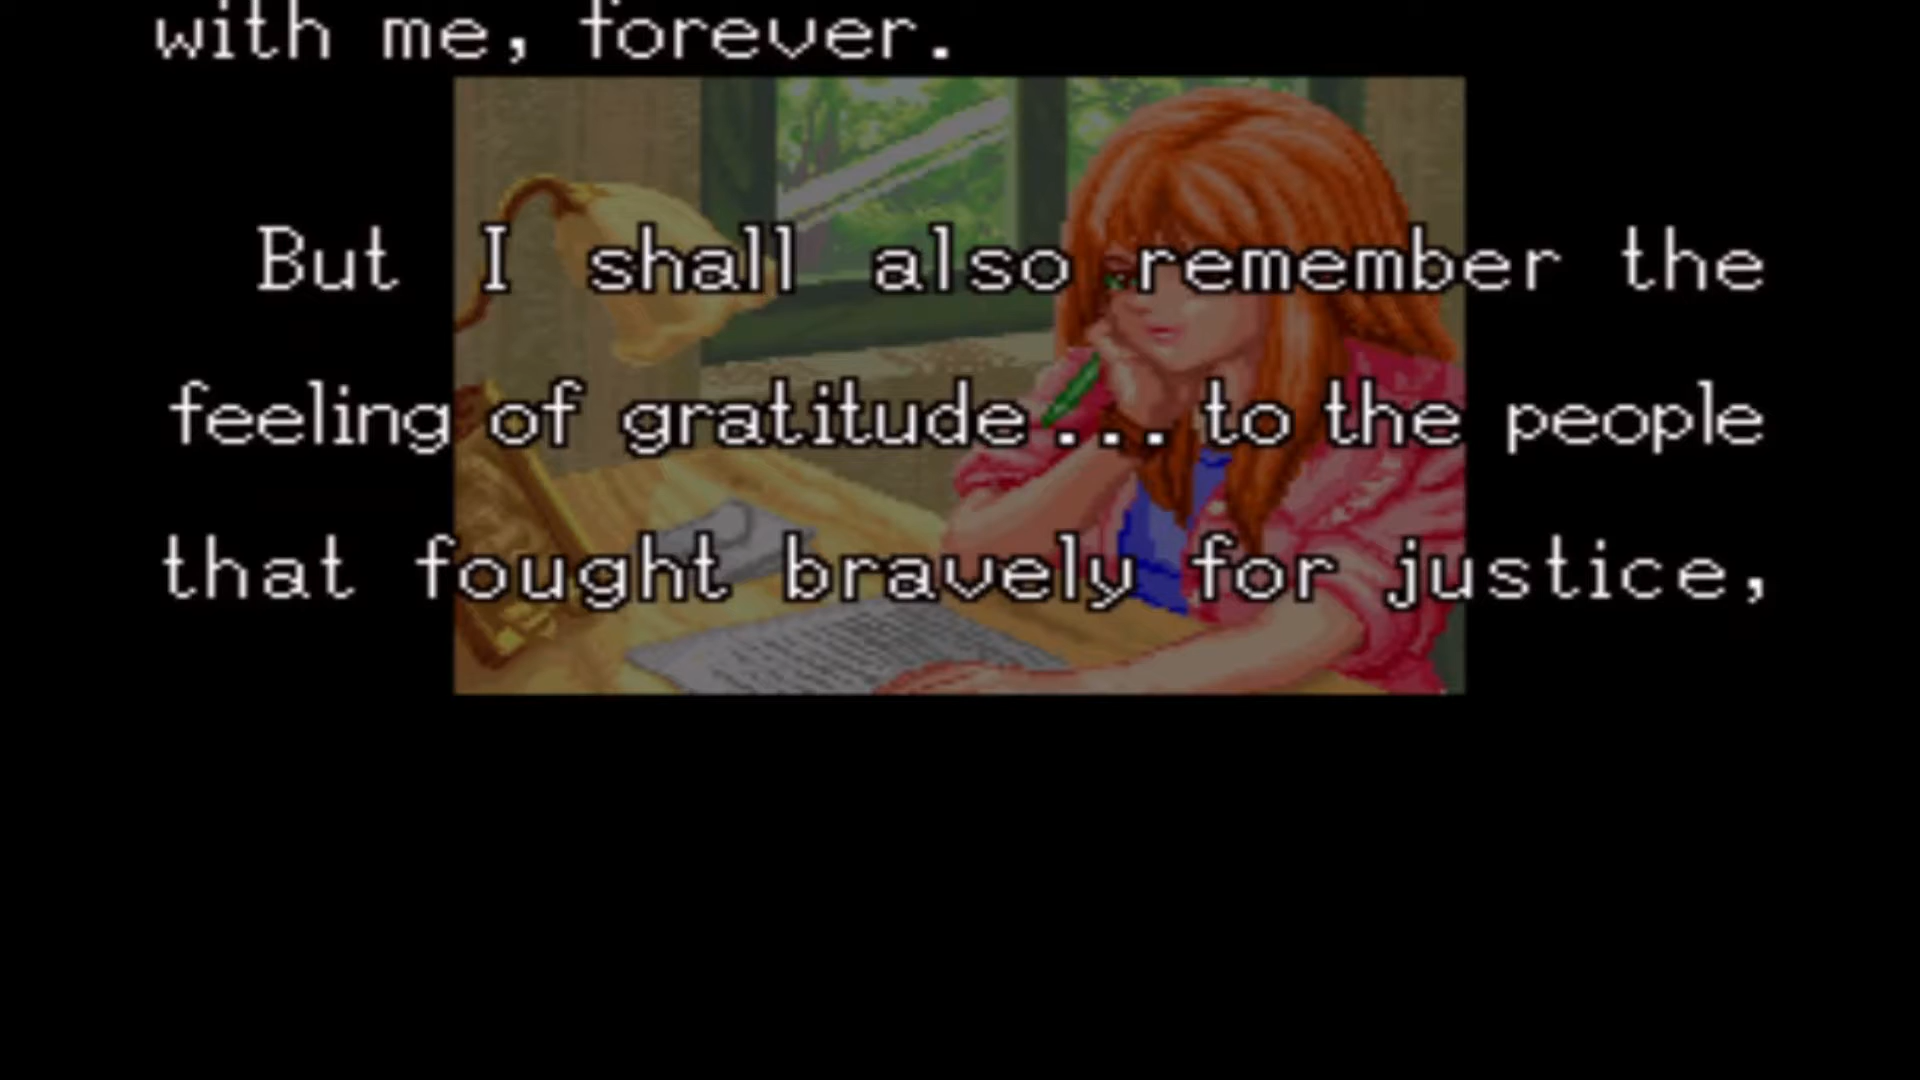 with me, forever.
But I shall also remember the
feeling of gratitude... to the people
that fought bravely for justice,